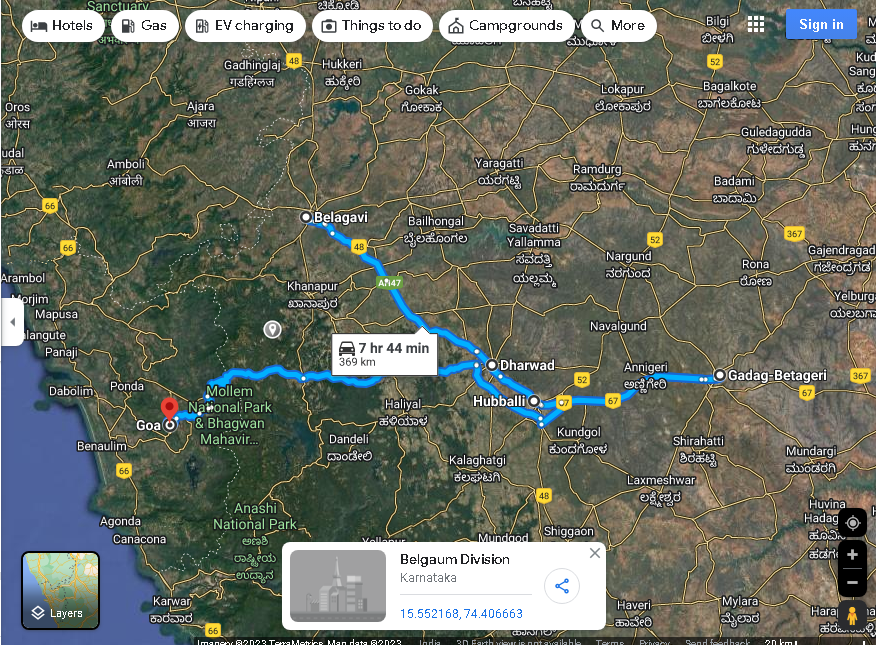 Sanctuary
Hotels
Gas
EV charging
Things to do
Campgrounds
More
Sign in
Bilgi
ಬೀಳಗಿ
48
52
Gadhinglaj
गडहिंग्लज
Hukkeri
ಹುಕ್ಕೇರಿ
Gokak
ಗೋಕಾಕ
Lokapur
ಲೋಕಾಪುರ
Bagalkote
ಬಾಗಲಕೋಟ
Oros
ओरस
Ajara
आजरा
Guledagudda
ಗುಳೇದಗುಡ್ಡ
Amboli
आंबोली
Yaragatti
ಯರಗಟ್ಟಿ
Ramdurg
ರಾಮದುರ್ಗ
Badami
ಬಾದಾಮಿ
66
Belagavi
Bailhongal
ಬೈಲಹೊಂಗಲ
Savadatti
Yallamma
ಸವದತ್ತಿ
ಯಲ್ಲಮ್ಮ
367
66
48
52
Nargund
ನರಗುಂದ
Rona
ರೋಣ
Gajendragad
ಗಜೇಂದ್ರಗಡ
Arambol
Morjim
Khanapur
ಖಾನಾಪುರ
AH47
Mapusa
Navalgund
Panaji
7 hr 44 min
369 km
Dharwad
Annigeri
ಅಣ್ಣಿಗೇರಿ
Gadag-Betageri
367
Dabolim
Ponda
Mollem
National Park
& Bhagwan
Mahavir...
Haliyal
ಹಳಿಯಾಳ
52
67
67
67
Hubballi
Goa
Benaulim
Dandeli
ದಾಂಡೇಲಿ
Kundgol
ಕುಂದಗೋಳ
Shirahatti
ಶಿರಹಟ್ಟಿ
Mundargi
ಮುಂಡರಗಿ
66
Kalaghatgi
ಕಲಘಟಗಿ
Laxmeshwar
ಲಕ್ಷ್ಮೇಶ್ವರ
48
Agonda
Canacona
Anashi
National Park
ಅಣಶಿ
ರಾಷ್ಟ್ರೀಯ
ಉದ್ಯಾನ
Mundgod
Shiggaon
Huvina
Layers
Belgaum Division
Karnataka
15.552168, 74.406663
Karwar
ಕಾರವಾರ
Haveri
ಹಾವೇರಿ
Mylara
ಮೈಲಾರ
66
Imagery ©2023 TerraMetrics, Map data ©2023
India
3D Earth view is not available
Terms
Privacy
Send feedback
20 km